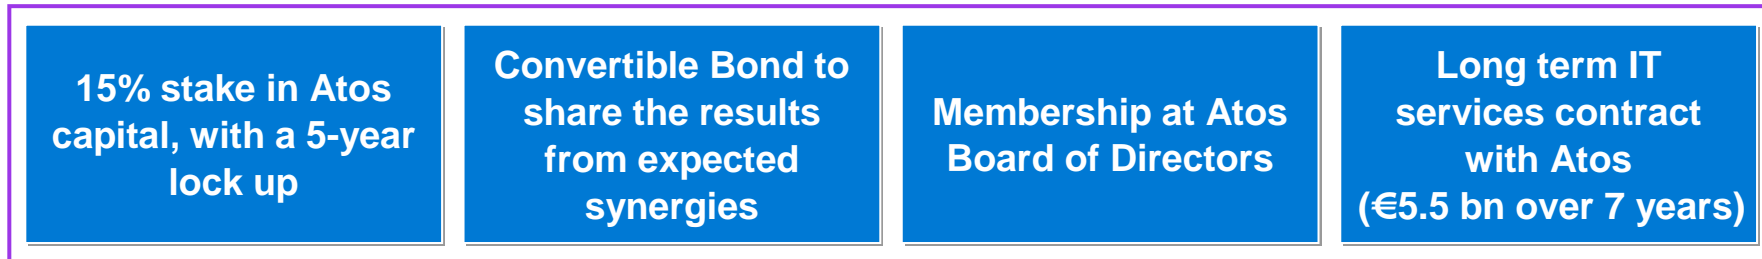 15% stake in Atos
capital, with a 5-year
lock up
Convertible Bond to
share the results
from expected
synergies
Membership at Atos
Board of Directors
Long term IT
services contract
with Atos
(€5.5 bn over 7 years)